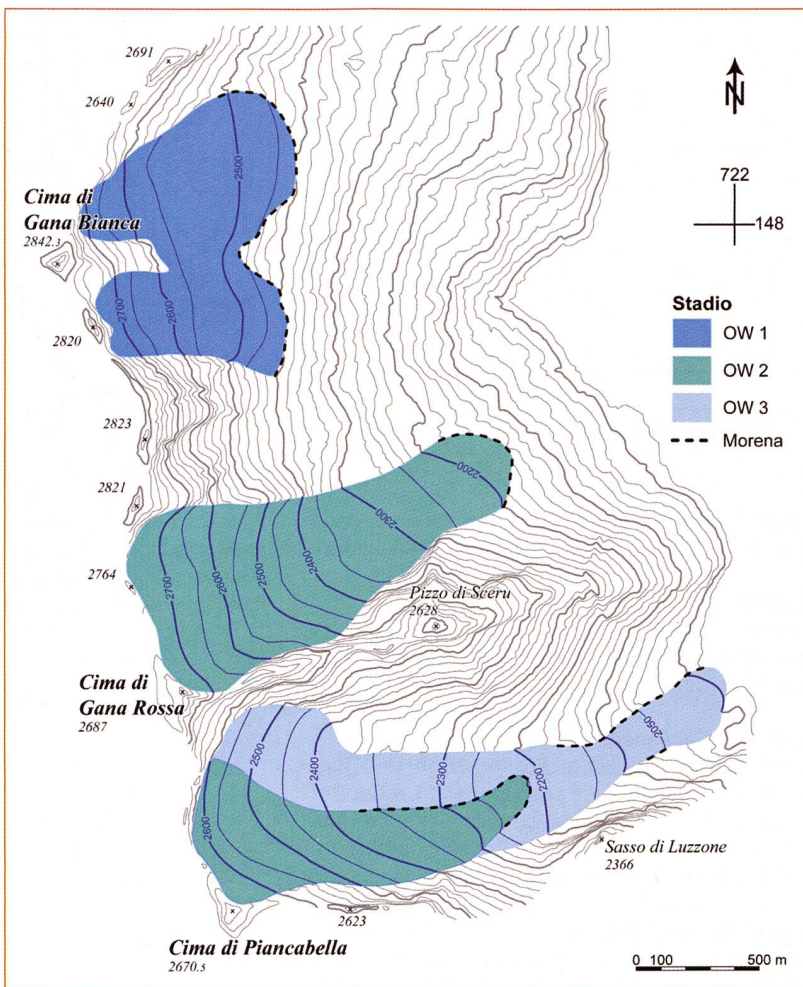 2691
2640
N
722
148
2500
Cima di
Gana Bianca
2842.3
2700
2600
2820
Stadio
OW 1
OW 2
OW 3
Morena
2823
2821
2200
2300
2764
2700
2600
2500
2400
Pizzo di Sceru
2628
Cima di
Gana Rossa
2687
2050
2500
2400
2300
2200
2600
Sasso di Luzzone
2366
2623
Cima di Piancabella
2670.5
0 100 500 m